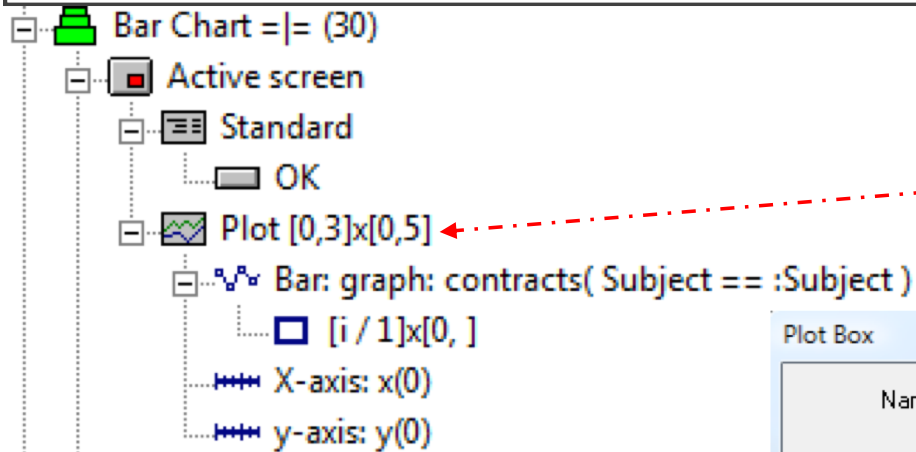 Bar Chart =|= (30)
Active screen
Standard
OK
Plot [0,3]x[0,5]
Bar: graph: contracts( Subject == :Subject )
[i / 1]x[0, ]
Plot Box
X-axis: x(0)
y-axis: y(0)